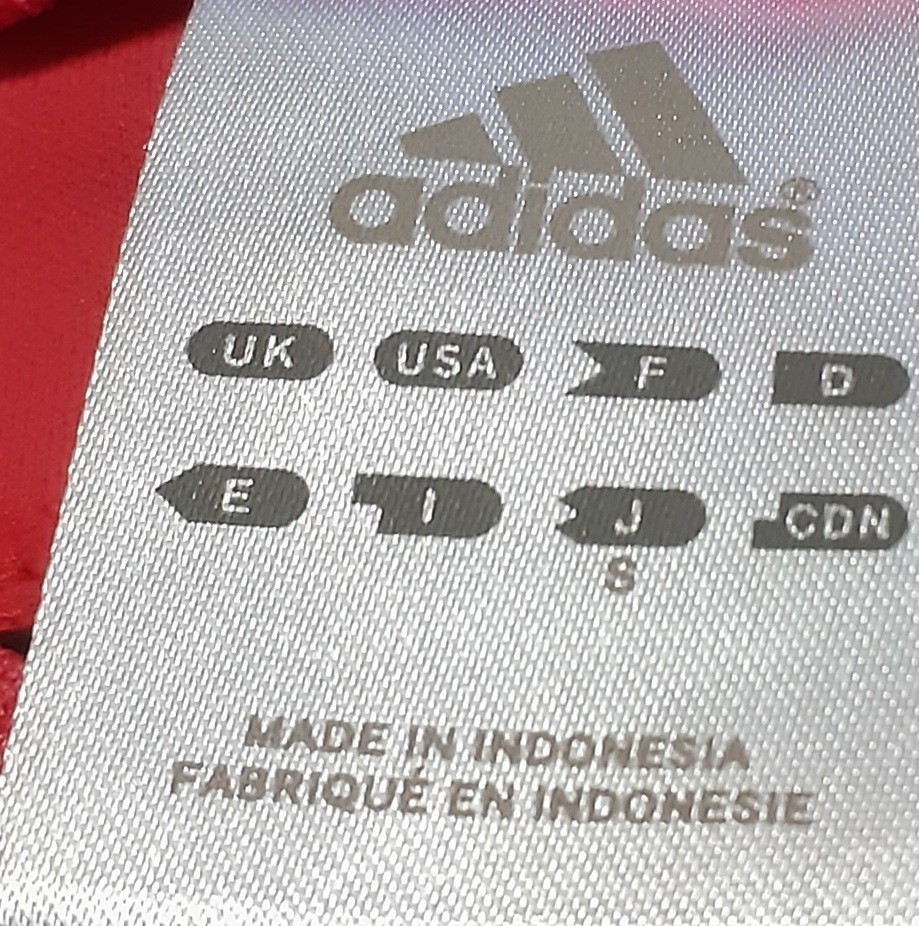 adidas®
UK USA F D
E I J CDN
S
MADE IN INDONESIA
FABRIQUÉ EN INDONESIE